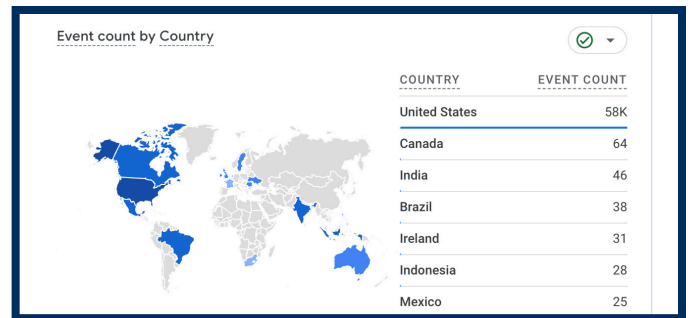 Event count by Country
COUNTRY EVENT COUNT
United States 58K
Canada 64
India 46
Brazil 38
Ireland 31
Indonesia 28
Mexico 25